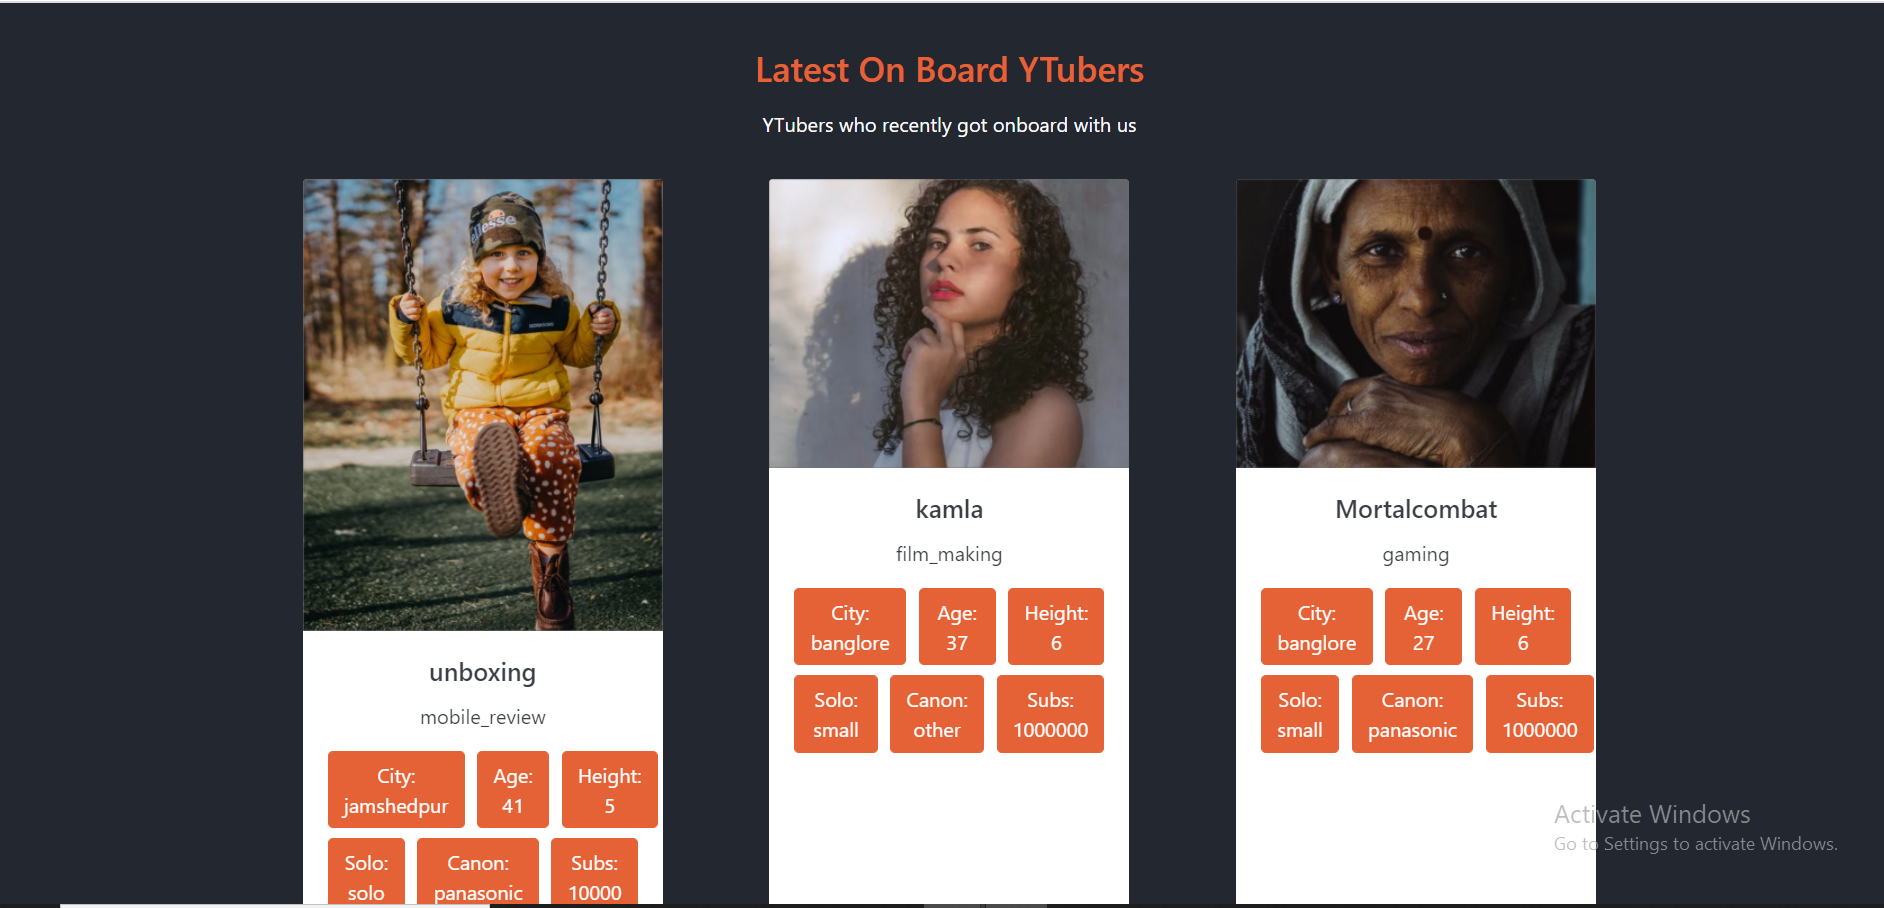 Latest On Board YTubers
YTubers who recently got onboard with us
ellesse
unboxing
mobile_review
City:
jamshedpur
Age:
41
Height:
5
Solo:
solo
Canon:
panasonic
Subs:
10000
kamla
film_making
City:
banglore
Age:
37
Height:
6
Solo:
small
Canon:
other
Subs:
1000000
Mortalcombat
gaming
City:
banglore
Age:
27
Height:
6
Solo:
small
Canon:
panasonic
Subs:
1000000
Activate Windows
Go to Settings to activate Windows.